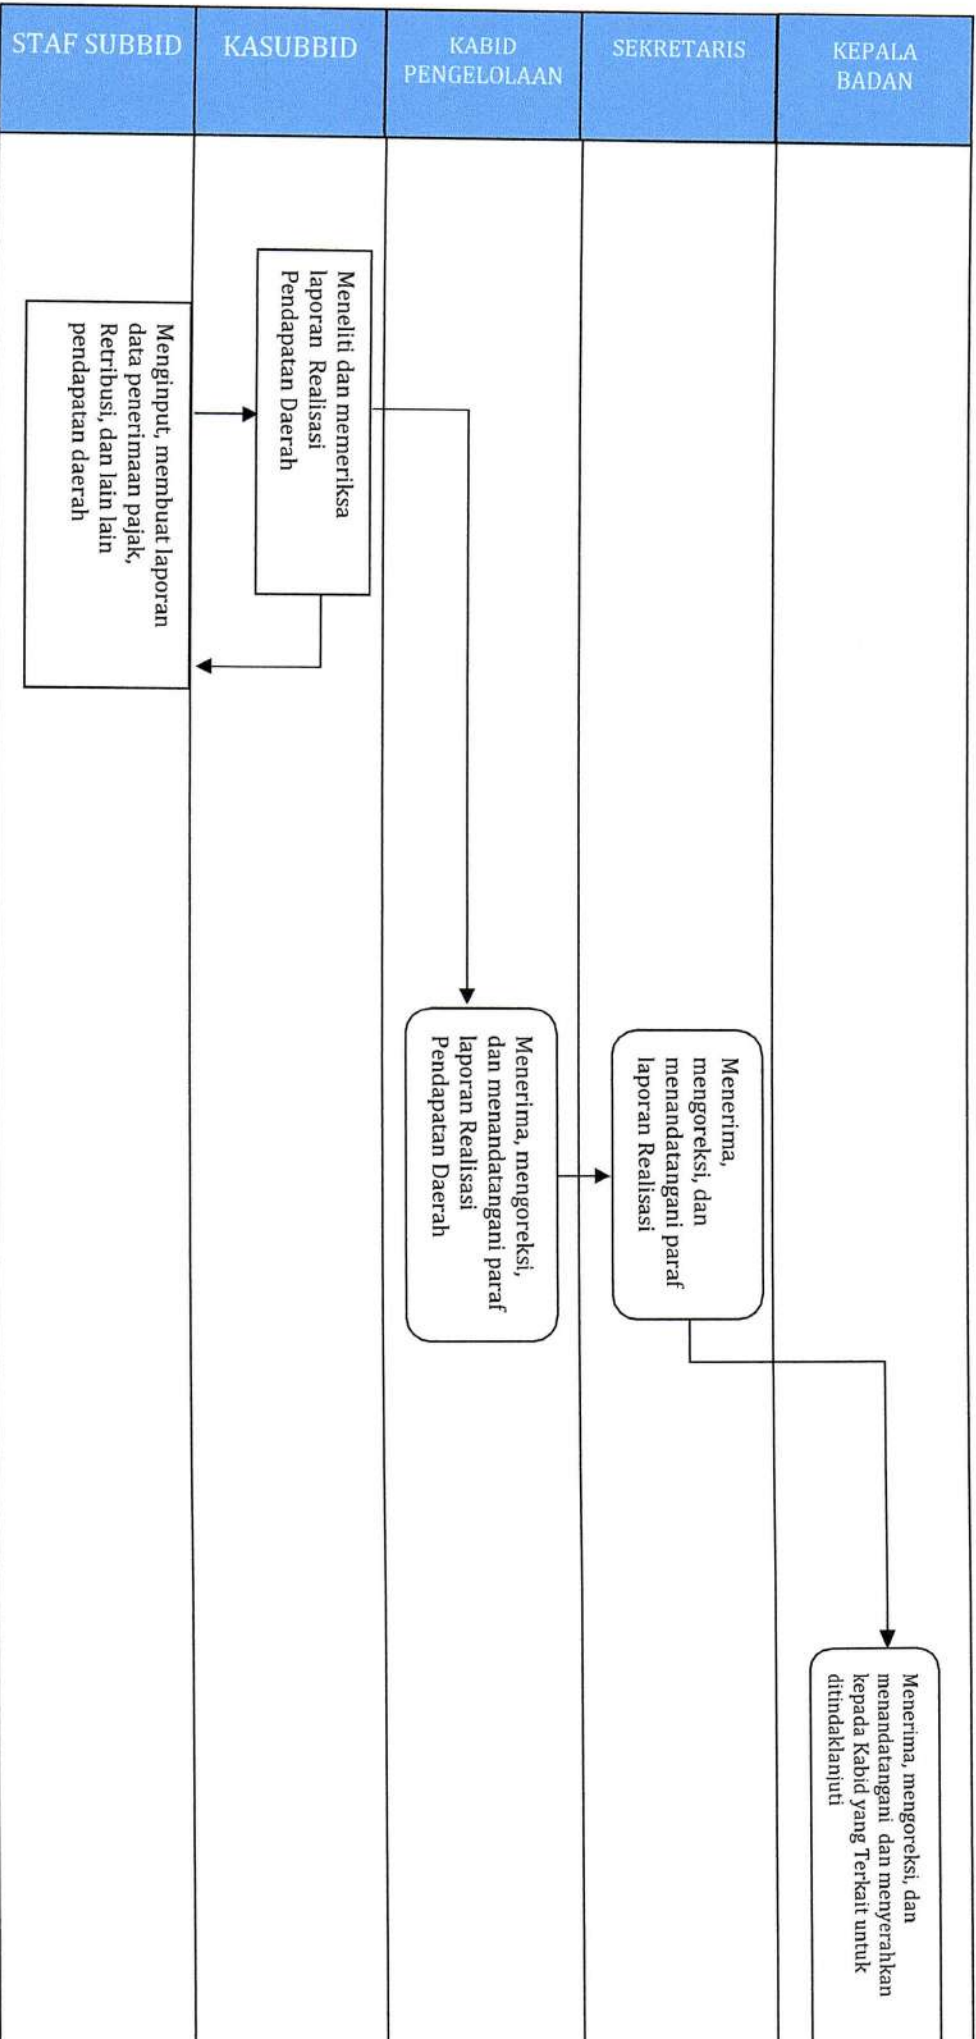 STAF SUBBID
KASUBBID
KABID
PENGELOLAAN
SEKRETARIS
KEPALA
BADAN
Menginput, membuat laporan
data penerimaan pajak,
Retribusi, dan lain lain
pendapatan daerah
Meneliti dan memeriksa
laporan Realisasi
Pendapatan Daerah
Menerima, mengoreksi,
dan menandatangani paraf
laporan Realisasi
Pendapatan Daerah
Menerima,
mengoreksi, dan
menandatangani paraf
laporan Realisasi
Menerima, mengoreksi, dan
menandatangani dan menyerahkan
kepada Kabid yang Terkait untuk
ditindaklanjuti